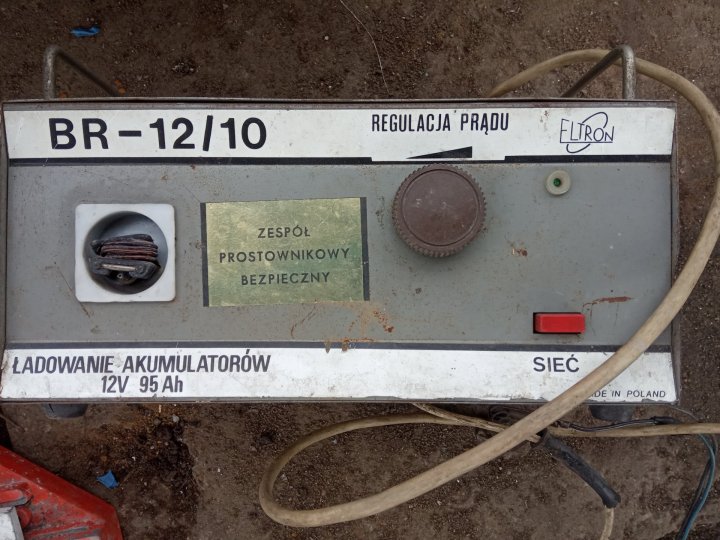 BR-12/10
REGULACJA PRĄDU
ELTRON
ZESPÓŁ
PROSTOWNIKOWY
BEZPIECZNY
ŁADOWANIE AKUMULATORÓW
12V 95Ah
SIEĆ
DE IN POLAND